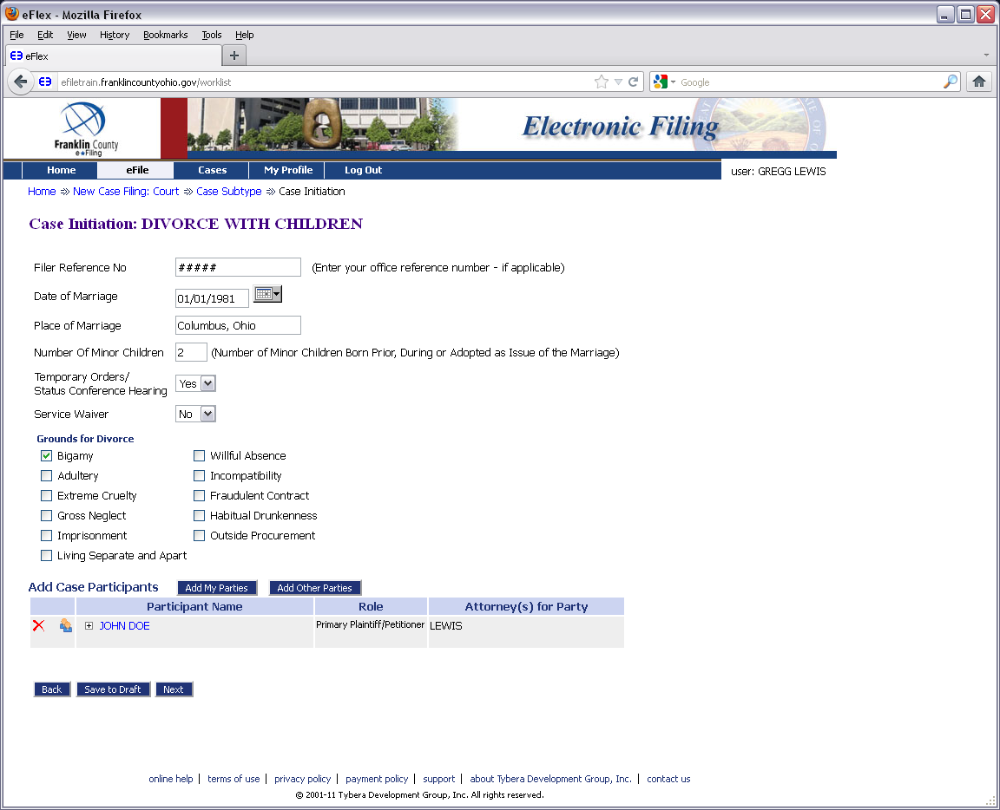 eFlex - Mozilla Firefox
File Edit View History Bookmarks Tools Help
eFlex
efiletrain.franklincountyohio.gov/worklist
Google
Franklin County
e★Filing
Electronic Filing
Home eFile Cases My Profile Log Out
user: GREGG LEWIS
Home ⇒ New Case Filing: Court ⇒ Case Subtype ⇒ Case Initiation
Case Initiation: DIVORCE WITH CHILDREN
Filer Reference No ##### (Enter your office reference number - if applicable)
Date of Marriage 01/01/1981
Place of Marriage Columbus, Ohio
Number Of Minor Children 2 (Number of Minor Children Born Prior, During or Adopted as Issue of the Marriage)
Temporary Orders/
Status Conference Hearing Yes
Service Waiver No
Grounds for Divorce
Bigamy Willful Absence
Adultery Incompatibility
Extreme Cruelty Fraudulent Contract
Gross Neglect Habitual Drunkenness
Imprisonment Outside Procurement
Living Separate and Apart
Add Case Participants Add My Parties Add Other Parties
Participant Name Role Attorney(s) for Party
JOHN DOE Primary Plaintiff/Petitioner LEWIS
Back Save to Draft Next
online help | terms of use | privacy policy | payment policy | support | about Tybera Development Group, Inc. | contact us
© 2001-11 Tybera Development Group, Inc. All rights reserved.